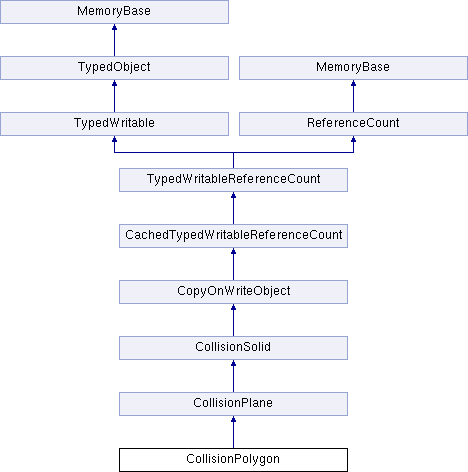 MemoryBase
TypedObject
MemoryBase
TypedWritable
ReferenceCount
TypedWritableReferenceCount
CachedTypedWritableReferenceCount
CopyOnWriteObject
CollisionSolid
CollisionPlane
CollisionPolygon